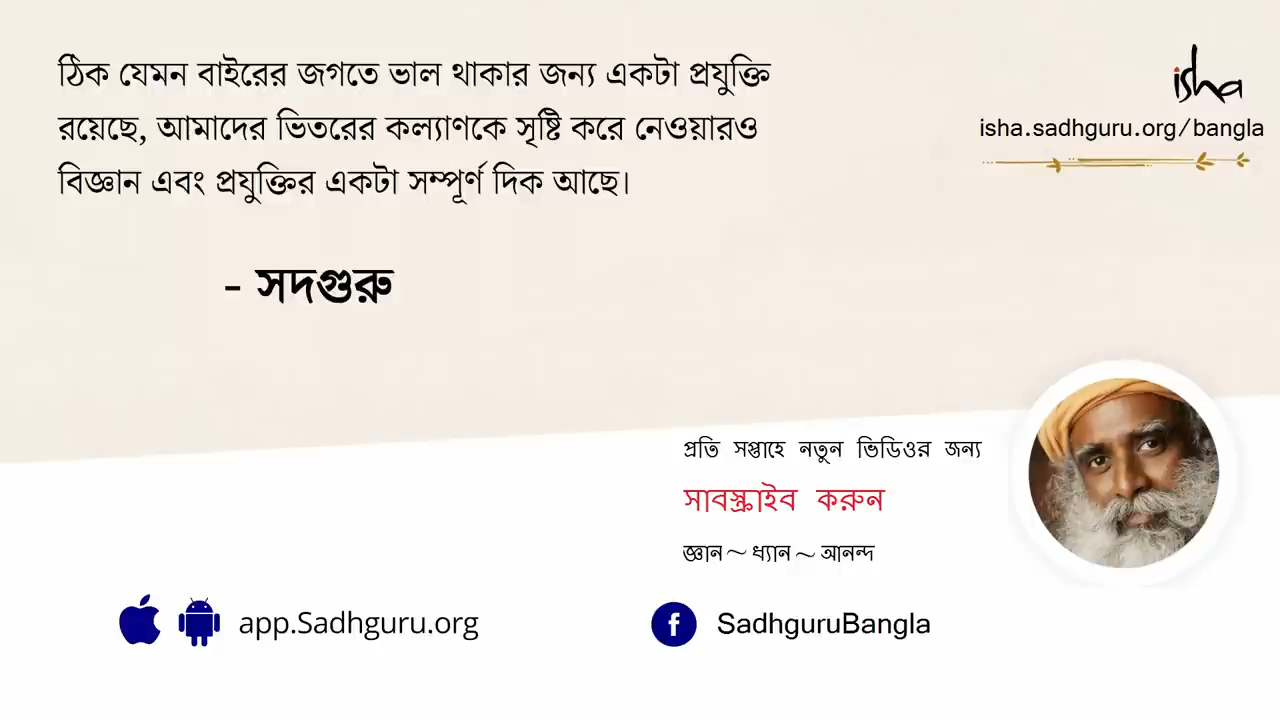 ঠিক যেমন বাইরের জগতে ভাল থাকার জন্য একটা প্রযুক্তি
রয়েছে, আমাদের ভিতরের কল্যাণকে সৃষ্টি করে নেওয়ারও
বিজ্ঞান এবং প্রযুক্তির একটা সম্পূর্ণ দিক আছে।
- সদগুরু
isha
isha.sadhguru.org/bangla
প্রতি সপ্তাহে নতুন ভিডিওর জন্য
সাবস্ক্রাইব করুন
জ্ঞান ~ ধ্যান ~ আনন্দ
app.Sadhguru.org
f SadhguruBangla